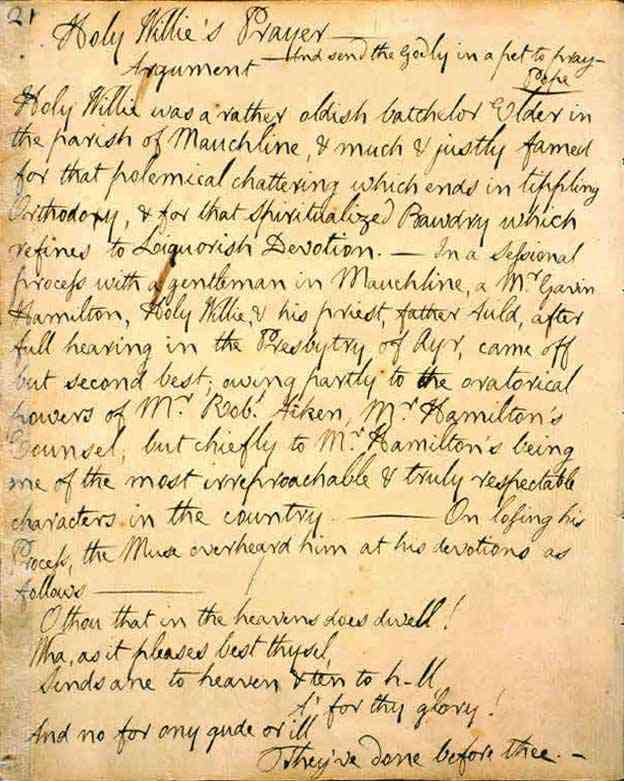 21
Holy Willie's Prayer —
And send the Godly in a pet to pray —
Argument —
Pope
Holy Willie was a rather oldish batchelor Elder in
the parish of Mauchline, & much & justly famed
for that polemical chattering which ends in tippling
Orthodoxy, & for that Spiritualized Bawdry which
refines to Liquorish Devotion. — In a Sessional
process with a gentleman in Mauchline, a Mr. Gavin
Hamilton, Holy Willie, & his priest, father Auld, after
full hearing in the Presbytry of Ayr, came off
but second best; owing partly to the oratorical
powers of Mr. Robt. Aiken, Mr. Hamilton's
Counsel; but chiefly to Mr. Hamilton's being
one of the most irreproachable & truly respectable
characters in the country — On losing his
Process, the Muse overheard him at his devotions as
follows —
O thou that in the heavens does dwell!
Wha, as it pleases best thysel,
Sends ane to heaven & ten to h-ll
A' for thy glory!
And no for ony gude or ill
They've done before thee. —